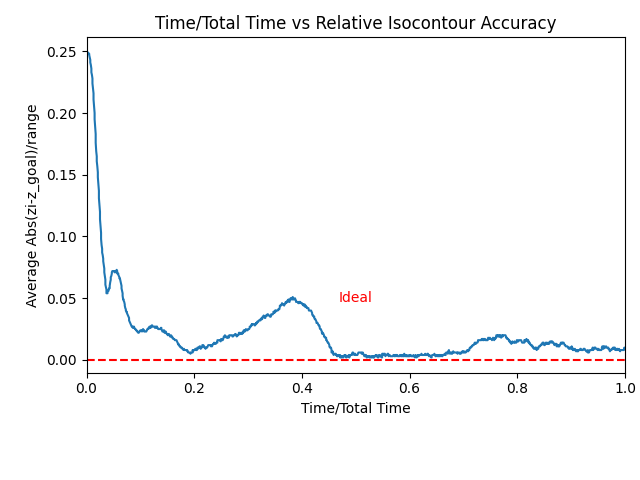 Time/Total Time vs Relative Isocontour Accuracy
Average Abs(zi-z_goal)/range
0.25
0.20
0.15
0.10
0.05
0.00
Ideal
0.0 0.2 0.4 0.6 0.8 1.0
Time/Total Time